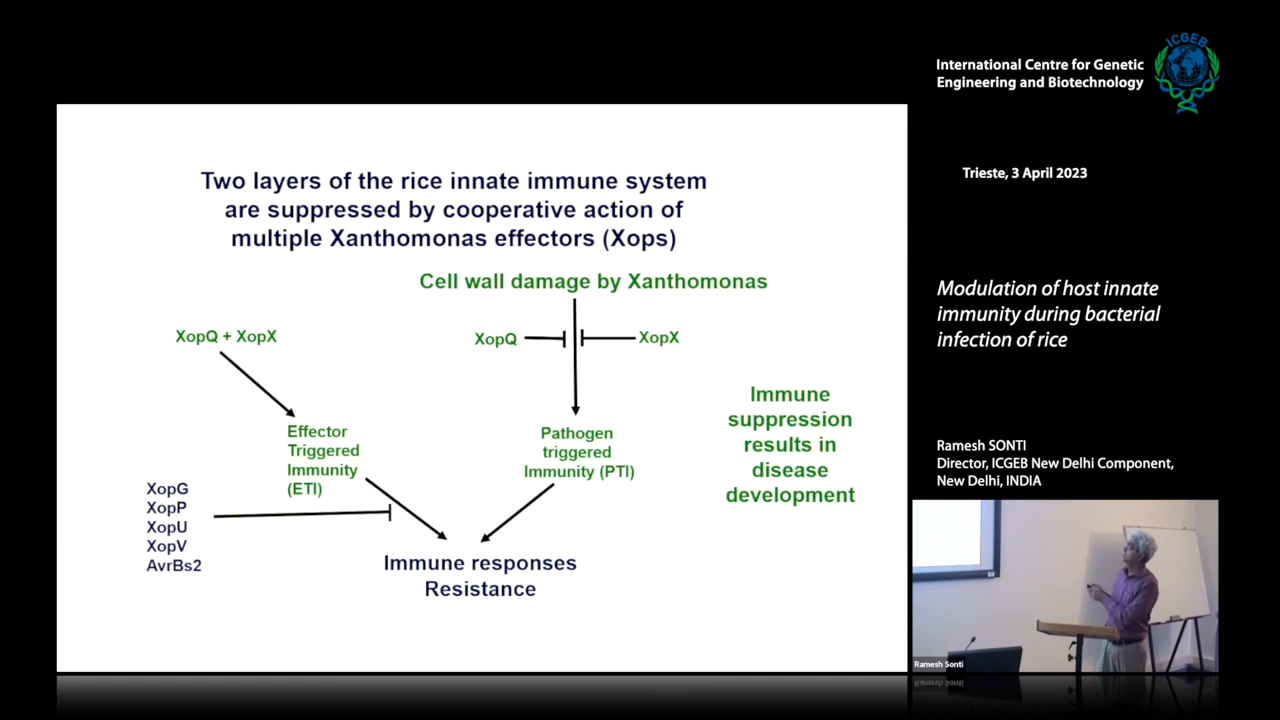 Two layers of the rice innate immune system
are suppressed by cooperative action of
multiple Xanthomonas effectors (Xops)
Cell wall damage by Xanthomonas
XopQ + XopX
XopQ
XopX
Effector
Triggered
Immunity
(ETI)
Pathogen
triggered
Immunity (PTI)
Immune
suppression
results in
disease
development
XopG
XopP
XopU
XopV
AvrBs2
Immune responses
Resistance
International Centre for Genetic
Engineering and Biotechnology
ICGEB
Trieste, 3 April 2023
Modulation of host innate
immunity during bacterial
infection of rice
Ramesh SONTI
Director, ICGEB New Delhi Component,
New Delhi, INDIA
Ramesh Sonti